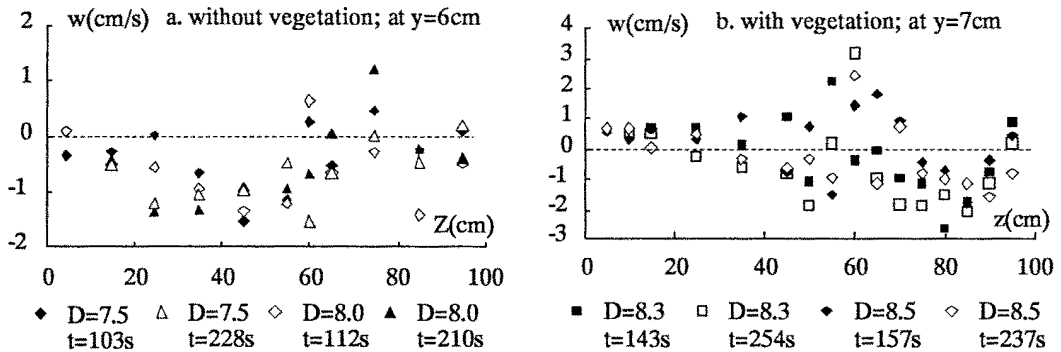 w(cm/s) a. without vegetation; at y=6cm
1
0
-1
-2
Z(cm)
0 20 40 60 80 100
◆ D=7.5 △ D=7.5 ◇ D=8.0 ▲ D=8.0
t=103s t=228s t=112s t=210s
w(cm/s) b. with vegetation; at y=7cm
4
3
2
1
0
-1
-2
-3
z(cm)
0 20 40 60 80 100
■ D=8.3 □ D=8.3 ◆ D=8.5 ◇ D=8.5
t=143s t=254s t=157s t=237s